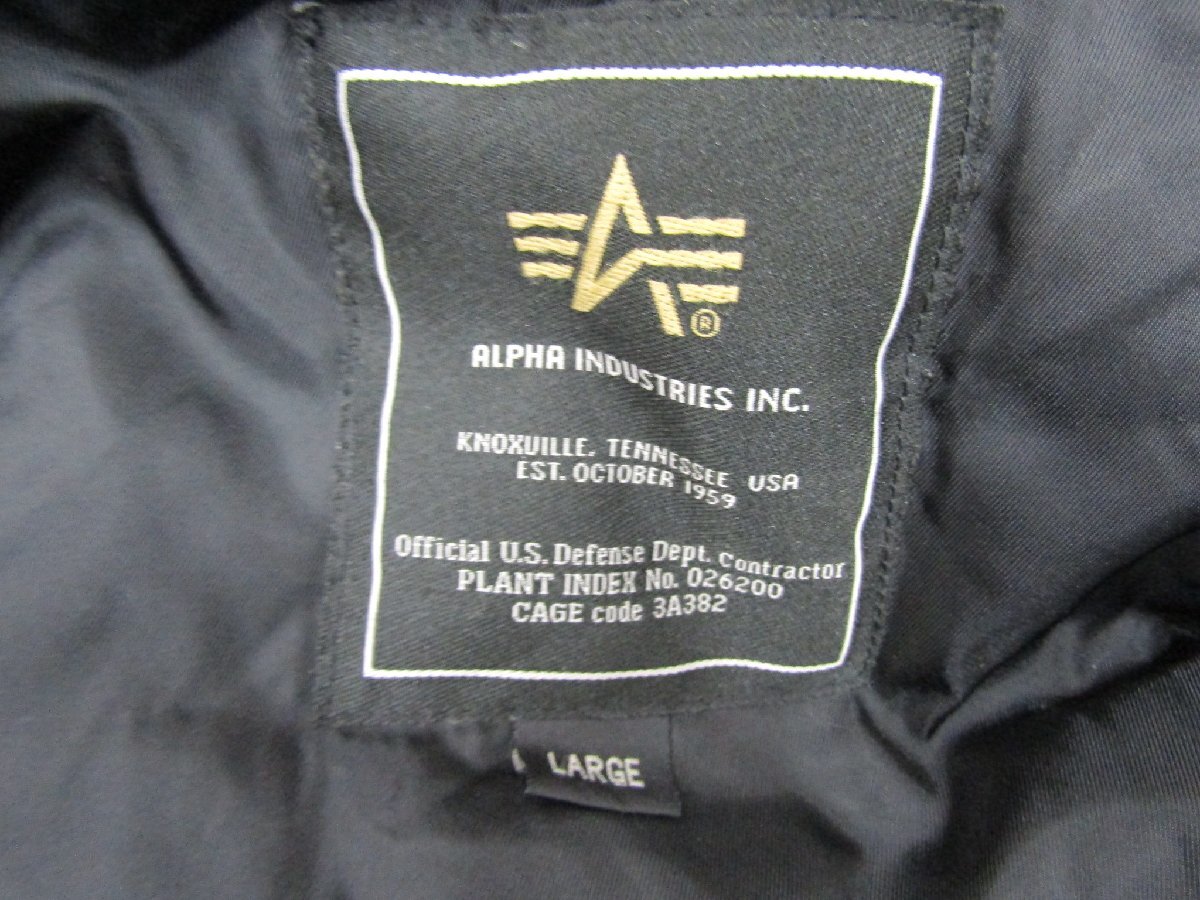 ®
ALPHA INDUSTRIES INC.
KNOXVILLE, TENNESSEE USA
EST. OCTOBER 1959
Official U.S. Defense Dept. Contractor
PLANT INDEX No. 026200
CAGE code 3A382
LARGE